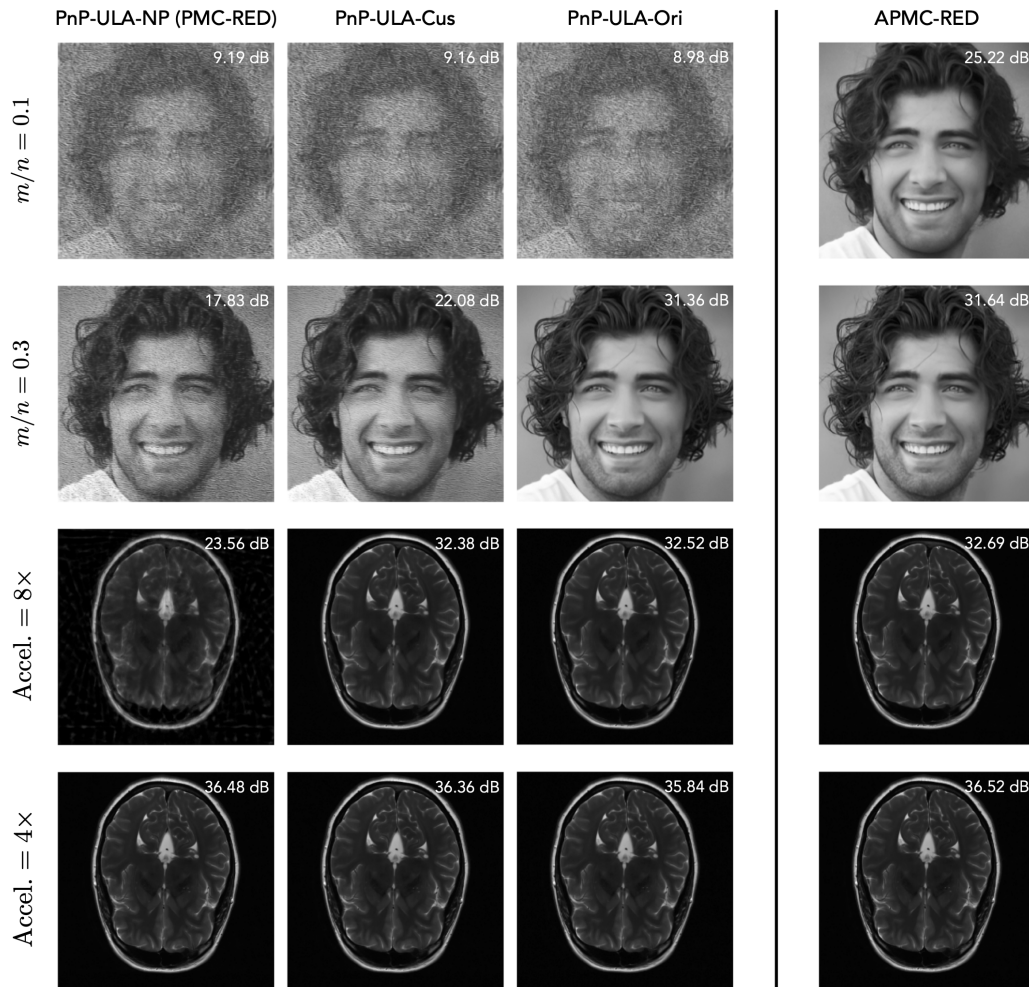 PnP-ULA-NP (PMC-RED) PnP-ULA-Cus PnP-ULA-Ori APMC-RED
m/n = 0.1 9.19 dB 9.16 dB 8.98 dB 25.22 dB
m/n = 0.3 17.83 dB 22.08 dB 31.36 dB 31.64 dB
Accel. = 8× 23.56 dB 32.38 dB 32.52 dB 32.69 dB
Accel. = 4× 36.48 dB 36.36 dB 35.84 dB 36.52 dB